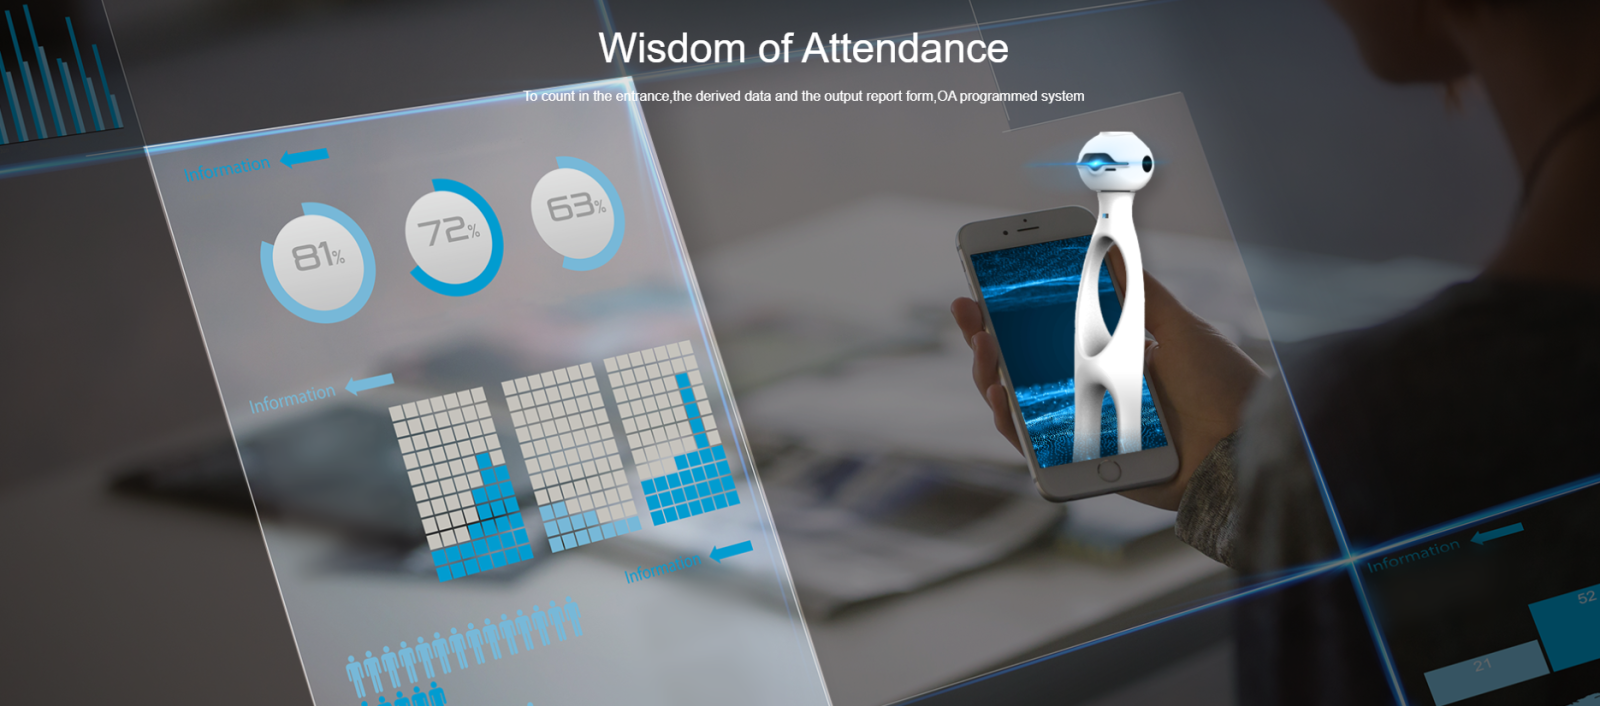 Wisdom of Attendance
To count in the entrance,the derived data and the output report form,OA programmed system
Information
81%
72%
63%
Information
Information
Information
52
21